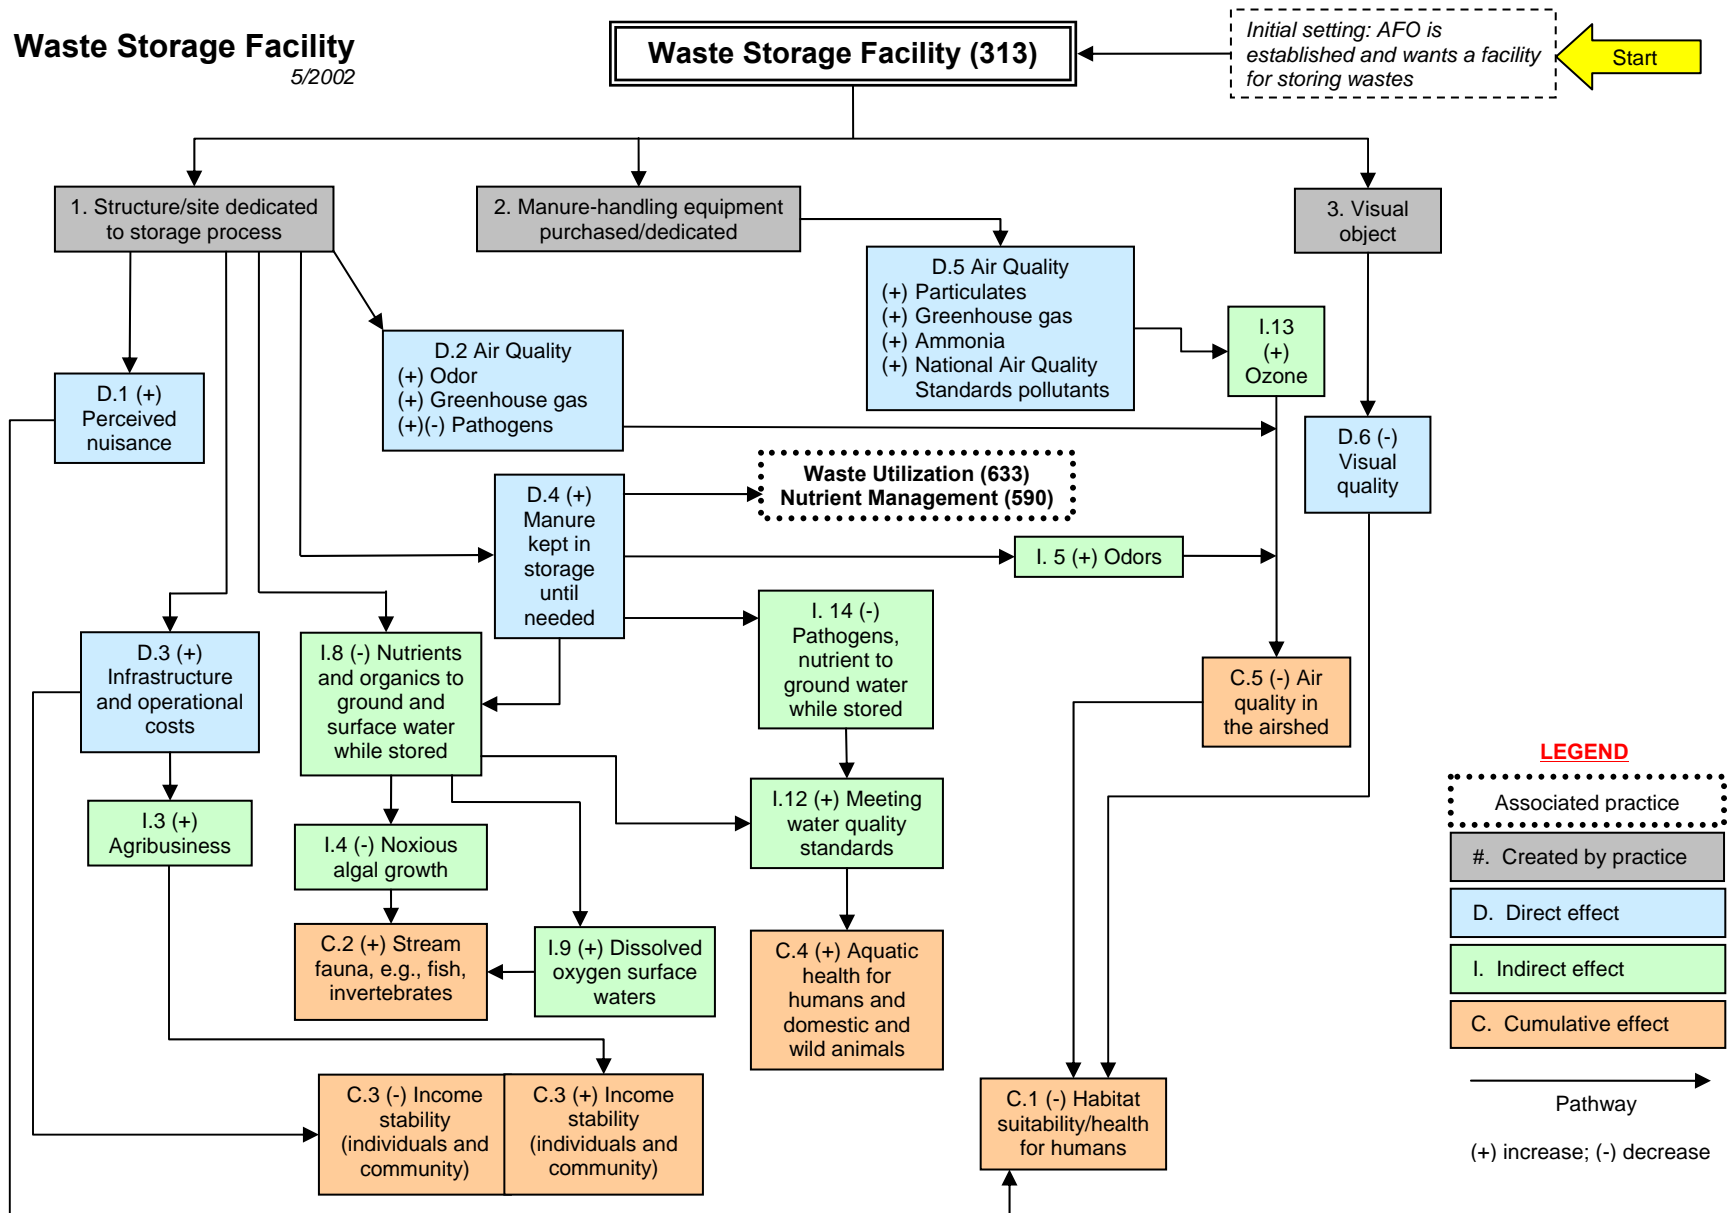 Waste Storage Facility
5/2002
Waste Storage Facility (313)
Initial setting: AFO is
established and wants a facility
for storing wastes
Start
1. Structure/site dedicated
to storage process
2. Manure-handling equipment
purchased/dedicated
3. Visual
object
D.5 Air Quality
(+) Particulates
(+) Greenhouse gas
(+) Ammonia
(+) National Air Quality
Standards pollutants
I.13
(+)
Ozone
D.2 Air Quality
(+) Odor
(+) Greenhouse gas
(+)(-) Pathogens
D.1 (+)
Perceived
nuisance
D.6 (-)
Visual
quality
Waste Utilization (633)
Nutrient Management (590)
D.4 (+)
Manure
kept in
storage
until
needed
I. 5 (+) Odors
D.3 (+)
Infrastructure
and operational
costs
I.8 (-) Nutrients
and organics to
ground and
surface water
while stored
I. 14 (-)
Pathogens,
nutrient to
ground water
while stored
C.5 (-) Air
quality in
the airshed
I.3 (+)
Agribusiness
I.4 (-) Noxious
algal growth
I.12 (+) Meeting
water quality
standards
C.2 (+) Stream
fauna, e.g., fish,
invertebrates
I.9 (+) Dissolved
oxygen surface
waters
C.4 (+) Aquatic
health for
humans and
domestic and
wild animals
C.3 (-) Income
stability
(individuals and
community)
C.3 (+) Income
stability
(individuals and
community)
C.1 (-) Habitat
suitability/health
for humans
LEGEND
Associated practice
#. Created by practice
D. Direct effect
I. Indirect effect
C. Cumulative effect
Pathway
(+) increase; (-) decrease